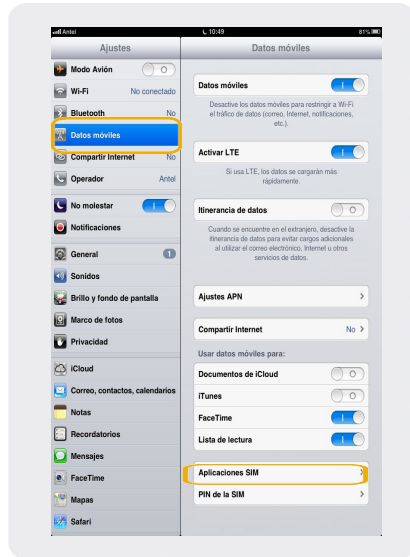 Antel
10:49
81%
Ajustes
Modo Avión
Wi-Fi No conectado
Bluetooth No
Datos móviles
Compartir Internet No
Operador Antel
No molestar
Notificaciones
General 1
Sonidos
Brillo y fondo de pantalla
Marco de fotos
Privacidad
iCloud
Correo, contactos, calendarios
Notas
Recordatorios
Mensajes
FaceTime
Mapas
Safari
Datos móviles
Datos móviles
Desactive los datos móviles para restringir a Wi-Fi
el tráfico de datos (correo, Internet, notificaciones,
etc.).
Activar LTE
Si usa LTE, los datos se cargarán más
rápidamente.
Itinerancia de datos
Cuando se encuentre en el extranjero, desactive la
itinerancia de datos para evitar cargos adicionales
al utilizar el correo electrónico, Internet u otros
servicios de datos.
Ajustes APN
Compartir Internet No
Usar datos móviles para:
Documentos de iCloud
iTunes
FaceTime
Lista de lectura
Aplicaciones SIM
PIN de la SIM